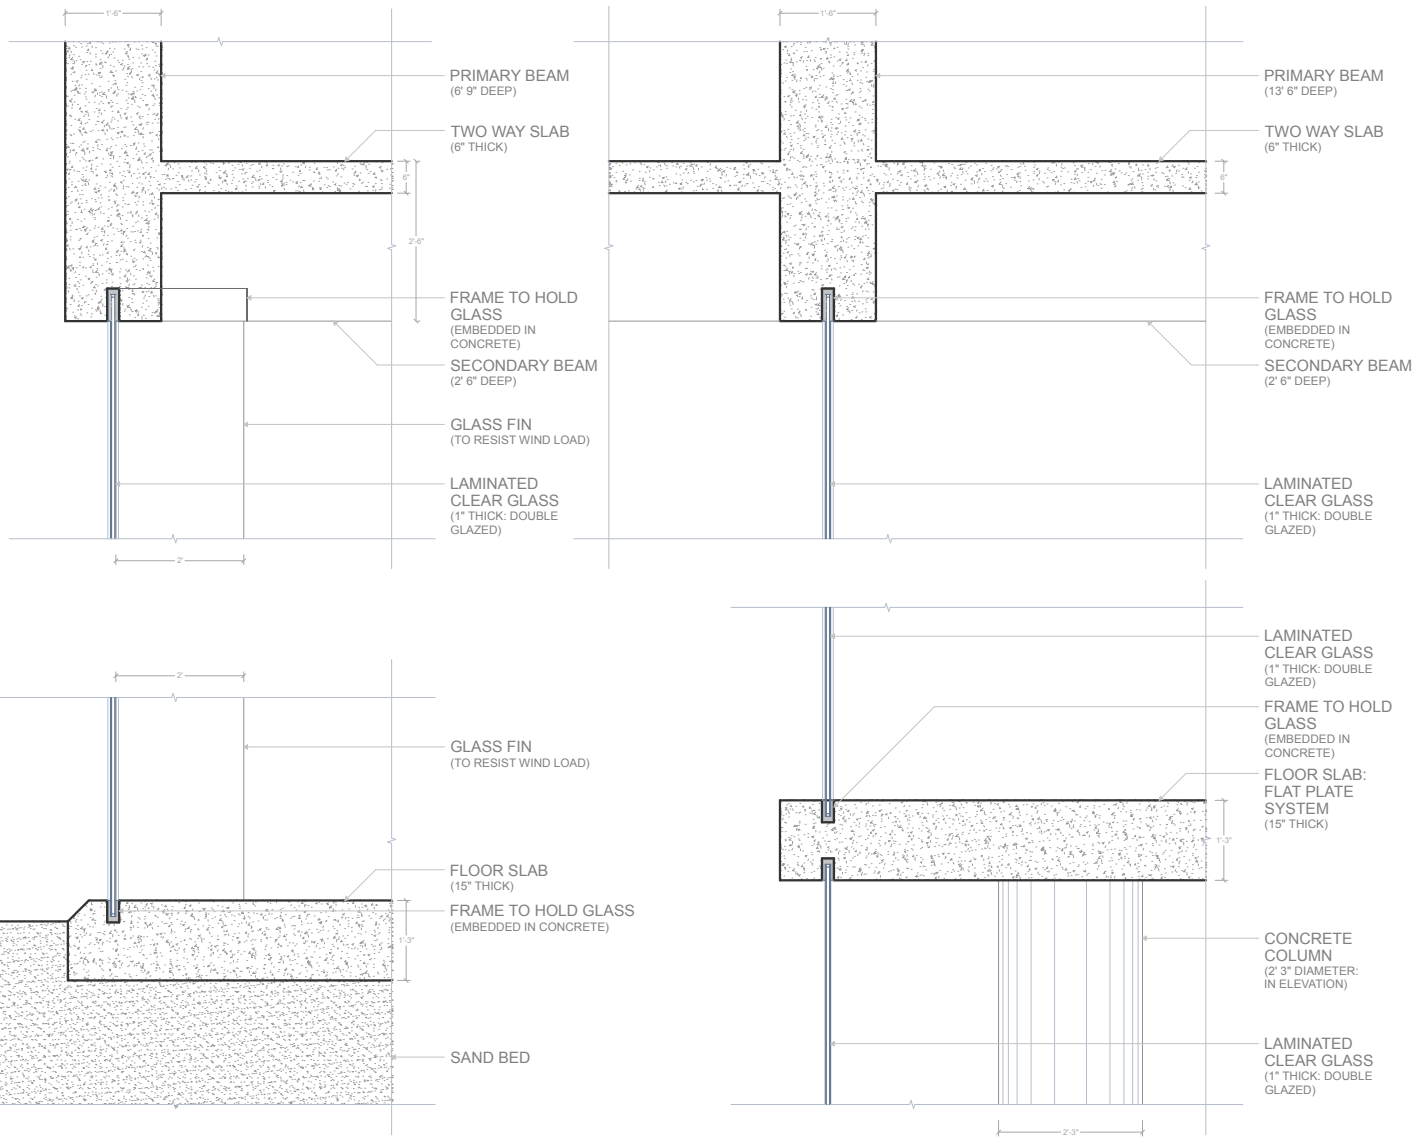 1'-6"
PRIMARY BEAM
(6' 9" DEEP)
TWO WAY SLAB
(6" THICK)
6"
2'-6"
FRAME TO HOLD
GLASS
(EMBEDDED IN
CONCRETE)
SECONDARY BEAM
(2' 6" DEEP)
GLASS FIN
(TO RESIST WIND LOAD)
LAMINATED
CLEAR GLASS
(1" THICK: DOUBLE
GLAZED)
2'
1'-6"
PRIMARY BEAM
(13' 6" DEEP)
TWO WAY SLAB
(6" THICK)
6"
FRAME TO HOLD
GLASS
(EMBEDDED IN
CONCRETE)
SECONDARY BEAM
(2' 6" DEEP)
LAMINATED
CLEAR GLASS
(1" THICK: DOUBLE
GLAZED)
2'
GLASS FIN
(TO RESIST WIND LOAD)
FLOOR SLAB
(15" THICK)
FRAME TO HOLD GLASS
(EMBEDDED IN CONCRETE)
1'-3"
SAND BED
LAMINATED
CLEAR GLASS
(1" THICK: DOUBLE
GLAZED)
FRAME TO HOLD
GLASS
(EMBEDDED IN
CONCRETE)
FLOOR SLAB:
FLAT PLATE
SYSTEM
(15" THICK)
1'-3"
CONCRETE
COLUMN
(2' 3" DIAMETER:
IN ELEVATION)
LAMINATED
CLEAR GLASS
(1" THICK: DOUBLE
GLAZED)
2'-3"